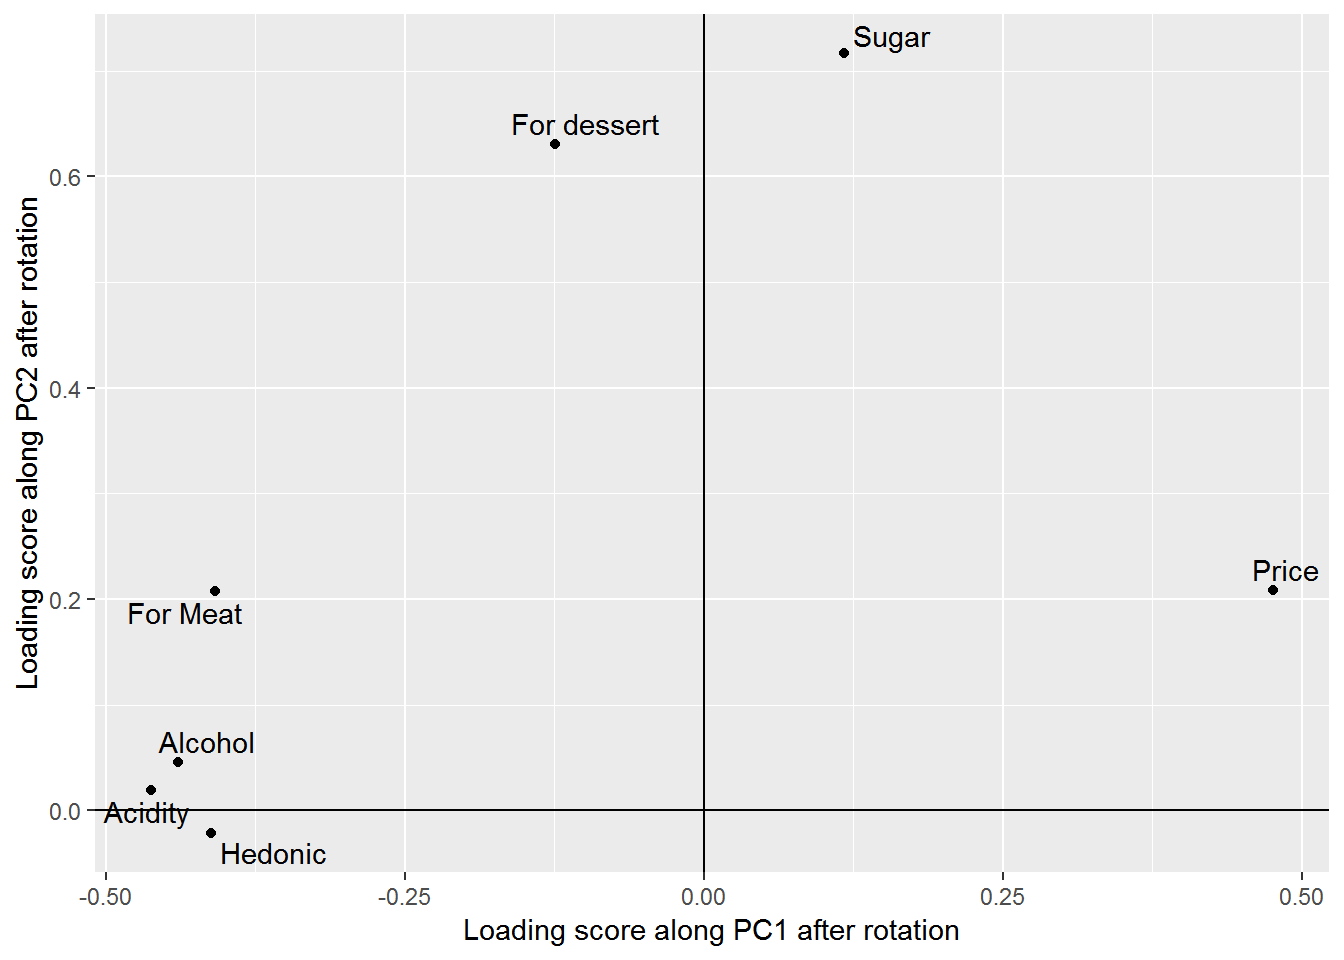 Sugar
For dessert
0.6
0.4
Price
For Meat
0.2
Alcohol
Acidity
0.0
Hedonic
-0.50
-0.25
0.00
0.25
0.50
Loading score along PC1 after rotation
Loading score along PC2 after rotation